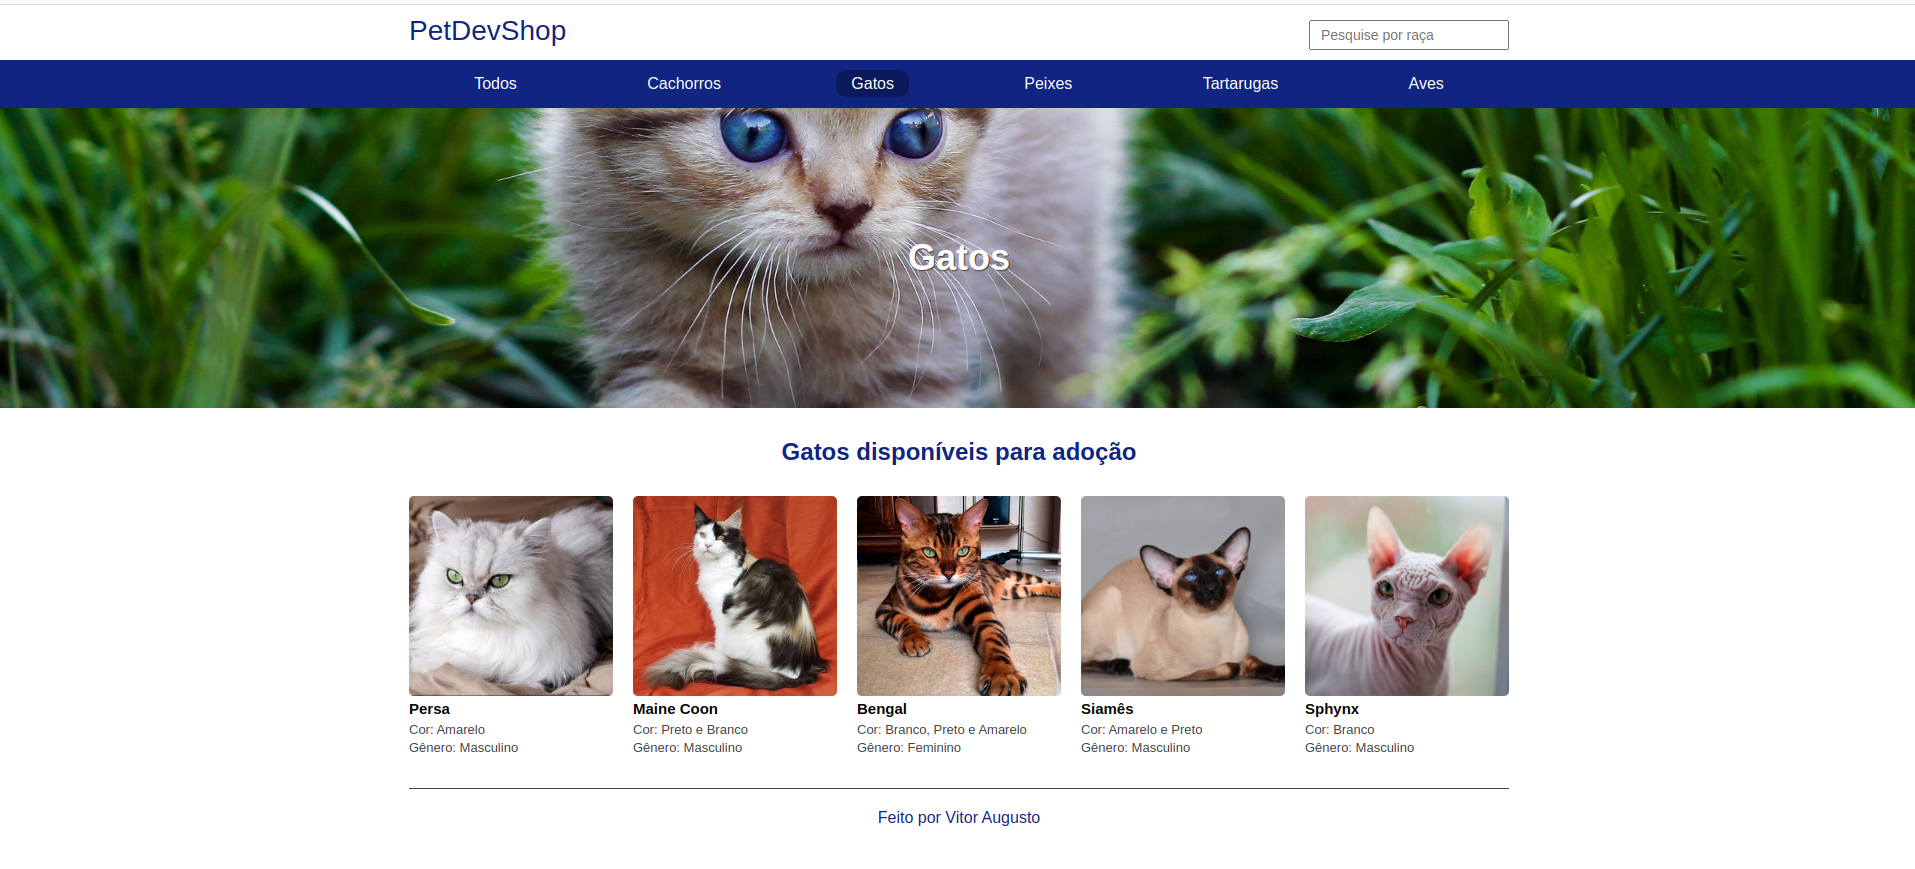 PetDevShop
Pesquise por raça
Todos
Cachorros
Gatos
Peixes
Tartarugas
Aves
Gatos
Gatos disponíveis para adoção
Persa
Cor: Amarelo
Gênero: Masculino
Maine Coon
Cor: Preto e Branco
Gênero: Masculino
Bengal
Cor: Branco, Preto e Amarelo
Gênero: Feminino
Siamês
Cor: Amarelo e Preto
Gênero: Masculino
Sphynx
Cor: Branco
Gênero: Masculino
Feito por Vitor Augusto